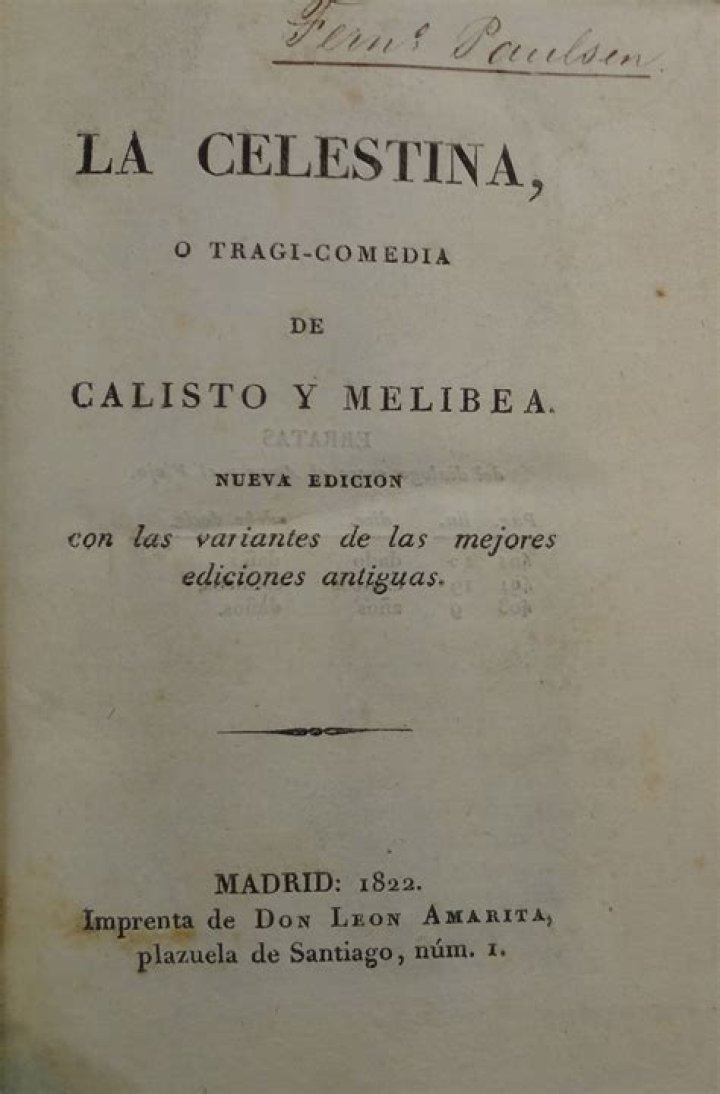 Fern.º Paulsen.
LA CELESTINA,
O TRAGI-COMEDIA
DE
CALISTO Y MELIBEA.
NUEVA EDICION
con las variantes de las mejores
ediciones antiguas.
MADRID: 1822.
Imprenta de DON LEON AMARITA,
plazuela de Santiago, núm. 1.